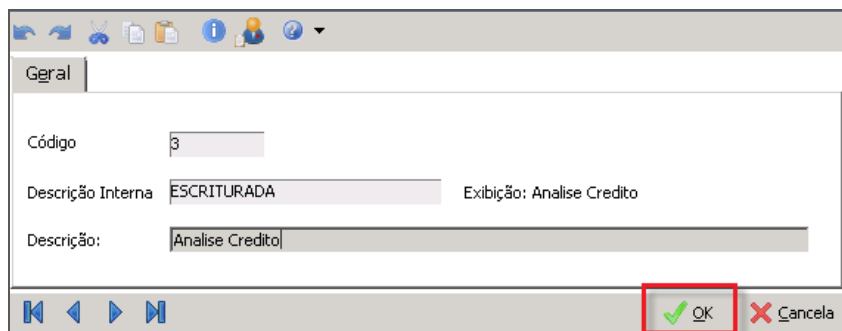 Geral
Código 3
Descrição Interna ESCRITURADA Exibição: Analise Credito
Descrição: Analise Credito
OK Cancela